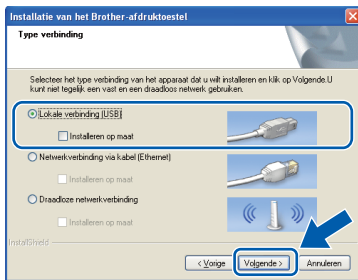 Installatie van het Brother-afdruktoestel
Type verbinding
Selecteer het type verbinding van het apparaat dat u wilt installeren en klik op Volgende.U
kunt niet tegelijk een vast en een draadloos netwerk gebruiken.
Lokale verbinding (USB)
Installeren op maat
Netwerkverbinding via kabel (Ethernet)
Installeren op maat
Draadloze netwerkverbinding
Installeren op maat
InstallShield
< Vorige
Volgende >
Annuleren